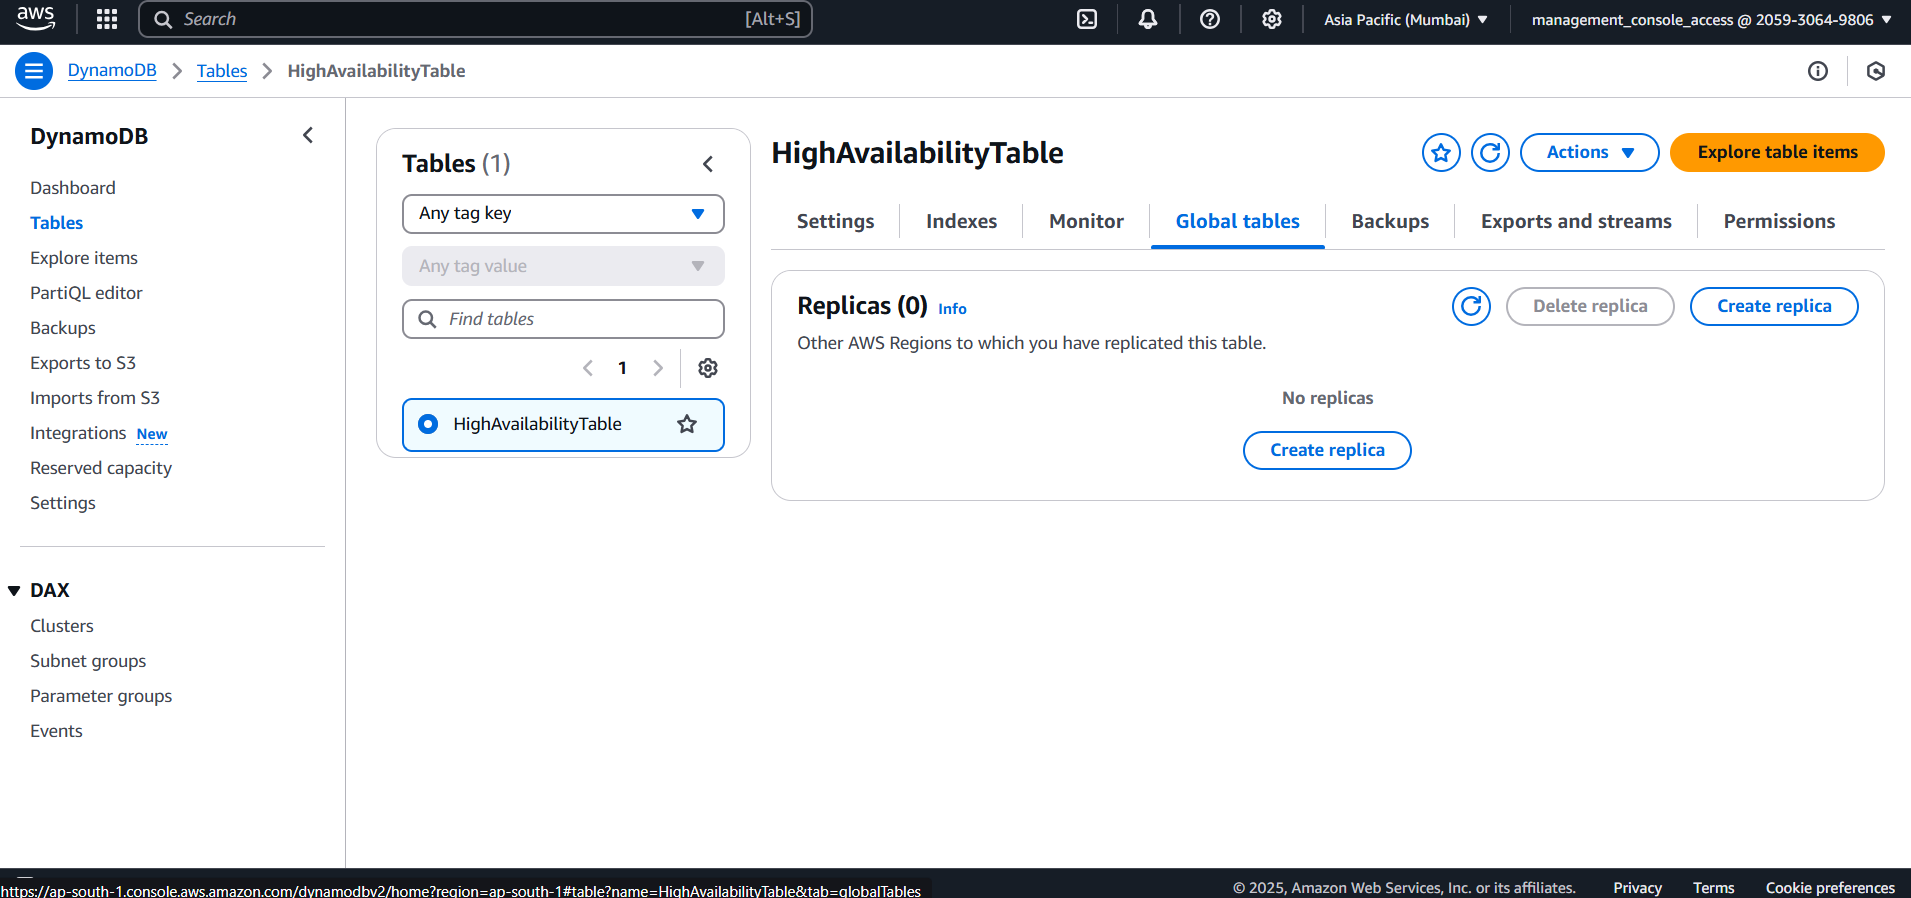 aws
Search [Alt+S]
Asia Pacific (Mumbai)
management_console_access @ 2059-3064-9806
DynamoDB
Tables
HighAvailabilityTable
DynamoDB
Dashboard
Tables
Explore items
PartiQL editor
Backups
Exports to S3
Imports from S3
Integrations New
Reserved capacity
Settings
DAX
Clusters
Subnet groups
Parameter groups
Events
Tables (1)
Any tag key
Any tag value
Find tables
1
HighAvailabilityTable
HighAvailabilityTable
Actions
Explore table items
Settings
Indexes
Monitor
Global tables
Backups
Exports and streams
Permissions
Replicas (0) Info
Delete replica
Create replica
Other AWS Regions to which you have replicated this table.
No replicas
Create replica
https://ap-south-1.console.aws.amazon.com/dynamodbv2/home?region=ap-south-1#table?name=HighAvailabilityTable&tab=globalTables
© 2025, Amazon Web Services, Inc. or its affiliates.
Privacy
Terms
Cookie preferences